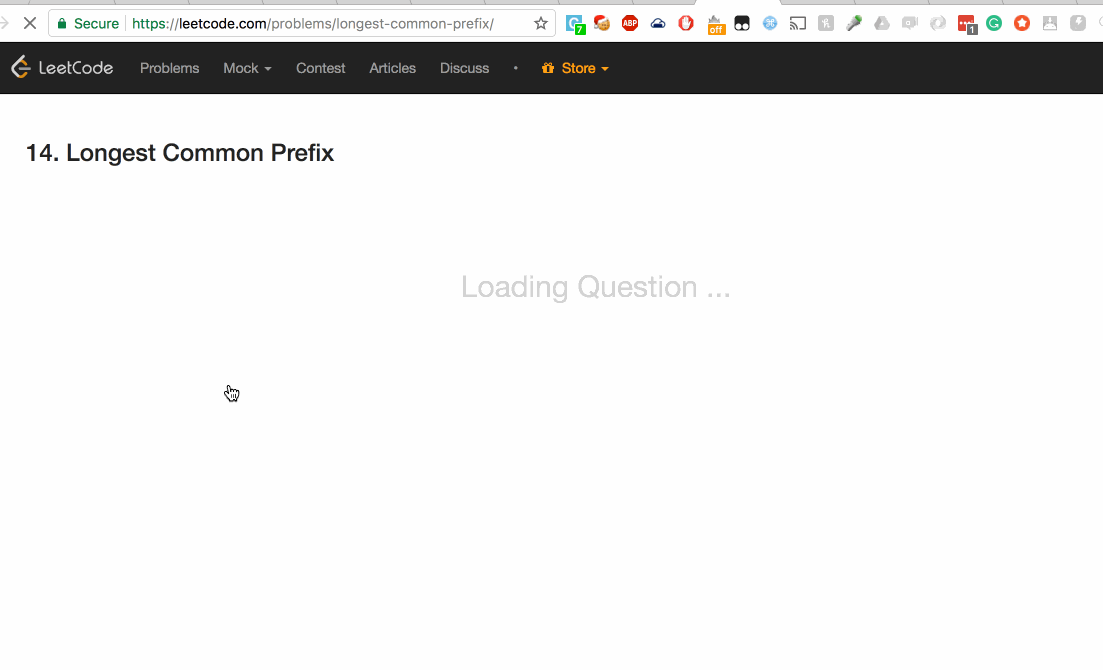 Secure https://leetcode.com/problems/longest-common-prefix/ 7 ABP off 1
LeetCode Problems Mock Contest Articles Discuss • Store
14. Longest Common Prefix
Loading Question ...